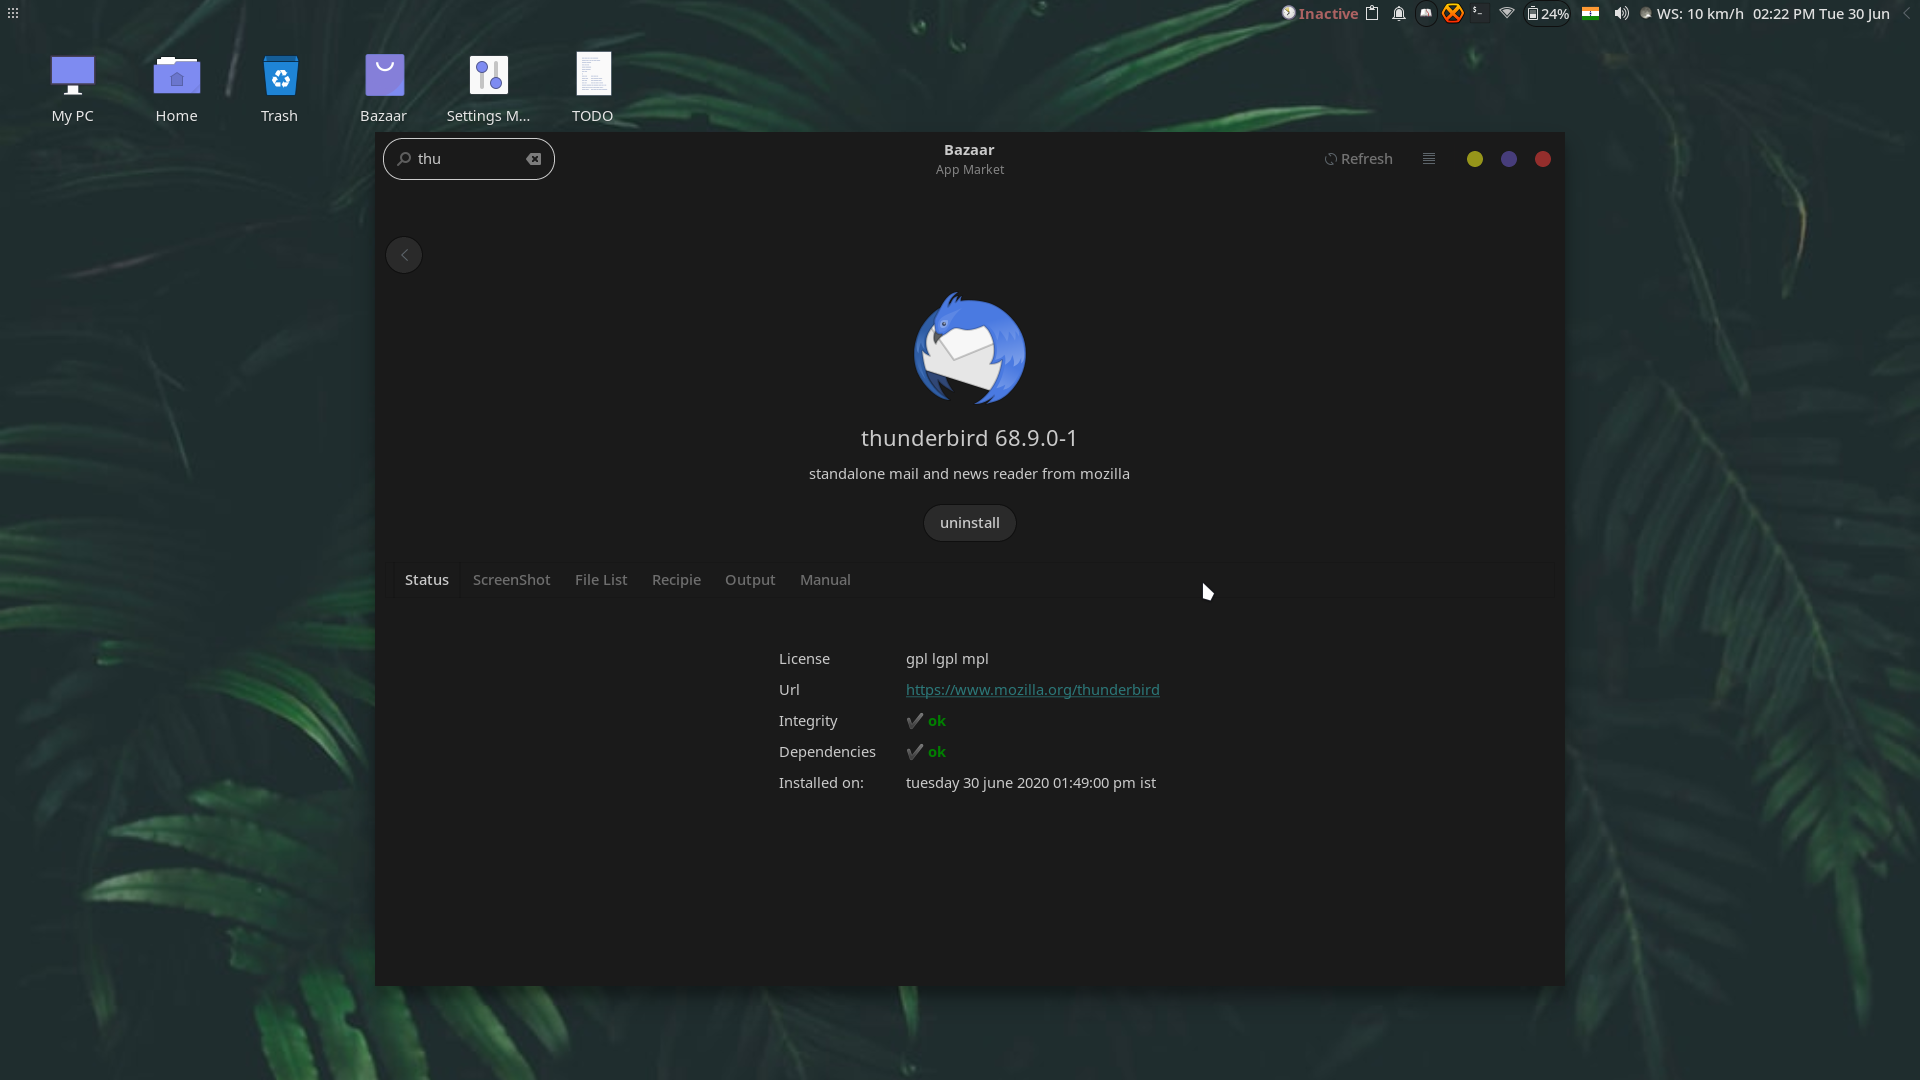 Inactive
24%
WS: 10 km/h
02:22 PM Tue 30 Jun
My PC
Home
Trash
Bazaar
Settings M...
TODO
thu
Bazaar
App Market
Refresh
thunderbird 68.9.0-1
standalone mail and news reader from mozilla
uninstall
Status
ScreenShot
File List
Recipie
Output
Manual
License gpl lgpl mpl
Url https://www.mozilla.org/thunderbird
Integrity ✔ ok
Dependencies ✔ ok
Installed on: tuesday 30 june 2020 01:49:00 pm ist